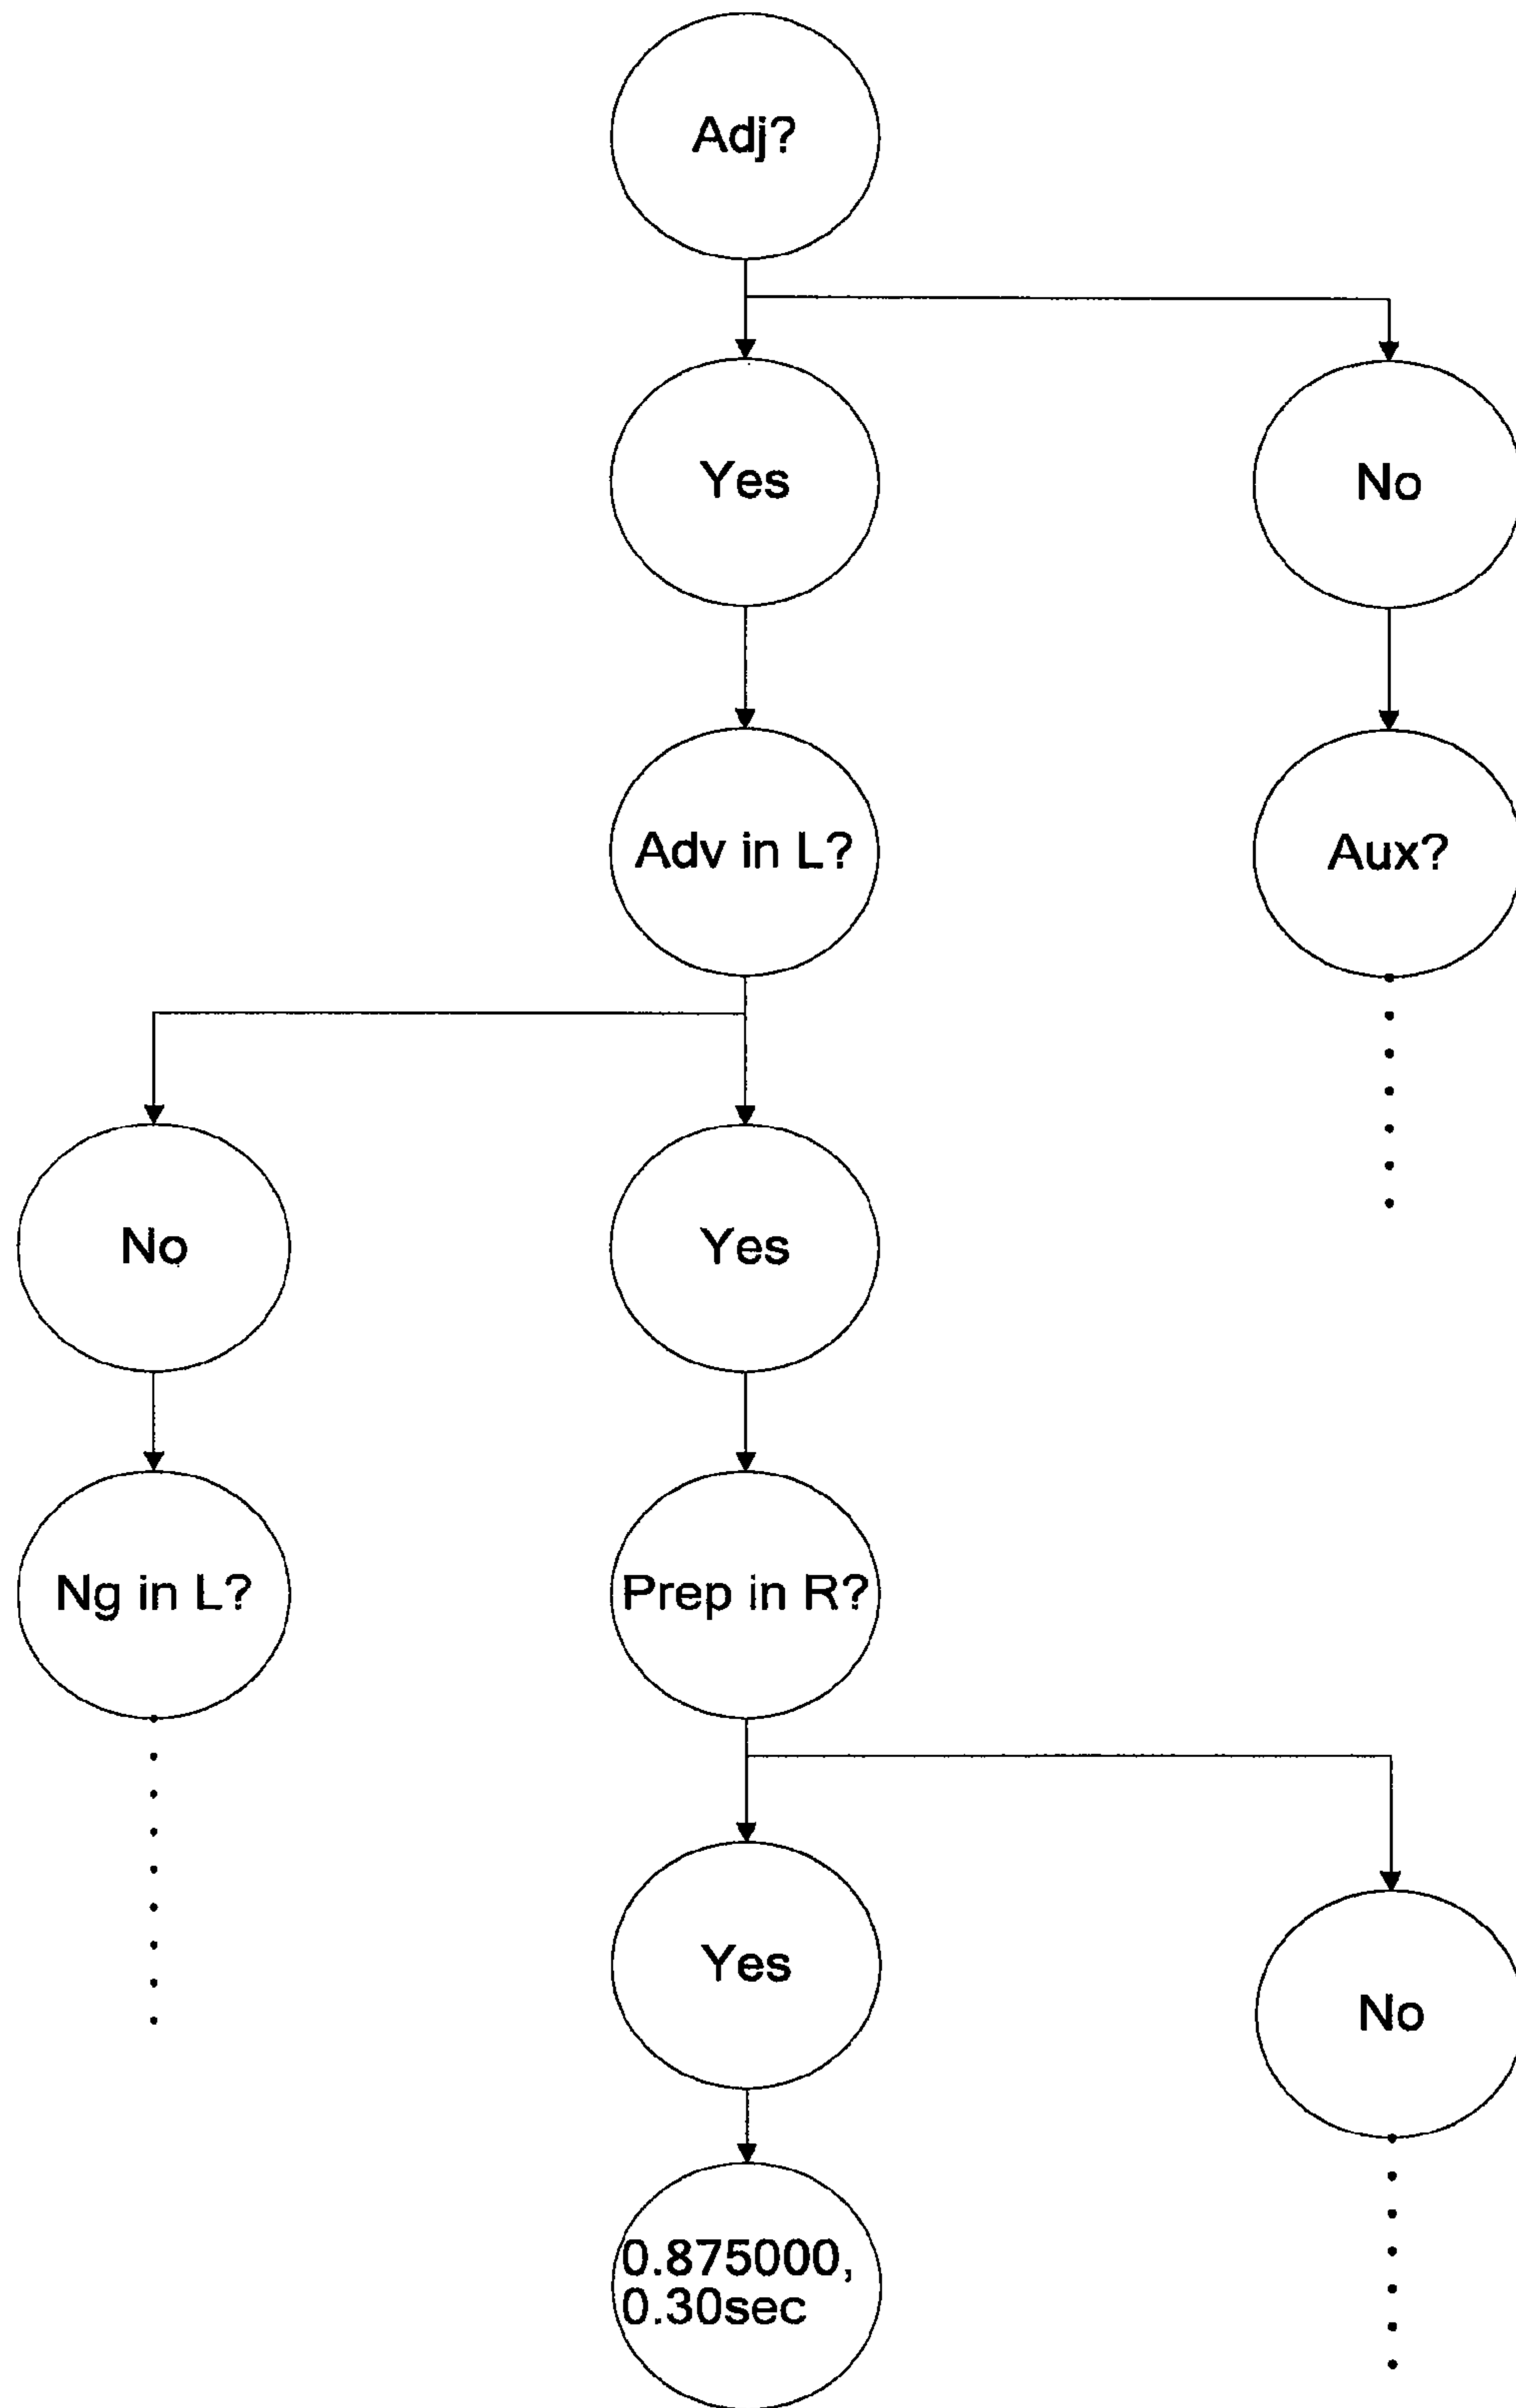 Adj?
Yes
No
Adv in L?
Aux?
No
Yes
Ng in L?
Prep in R?
Yes
No
0.875000,
0.30sec